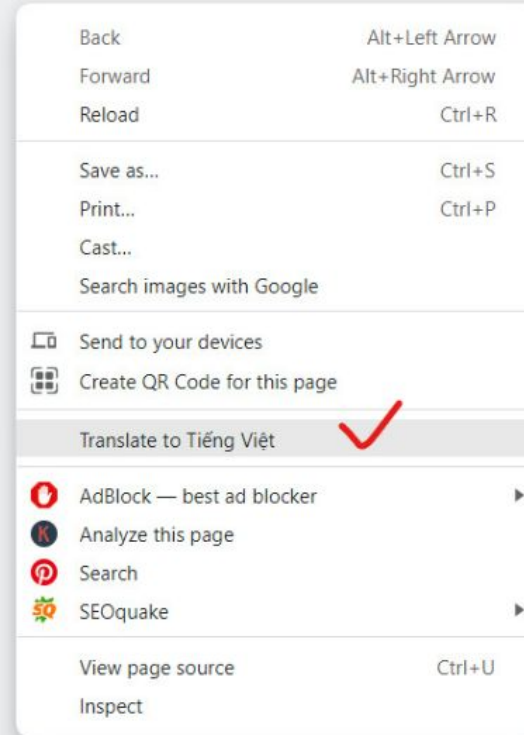 Back Alt+Left Arrow
Forward Alt+Right Arrow
Reload Ctrl+R
Save as... Ctrl+S
Print... Ctrl+P
Cast...
Search images with Google
Send to your devices
Create QR Code for this page
Translate to Tiếng Việt
AdBlock — best ad blocker
K Analyze this page
Search
SQ SEOquake
View page source Ctrl+U
Inspect